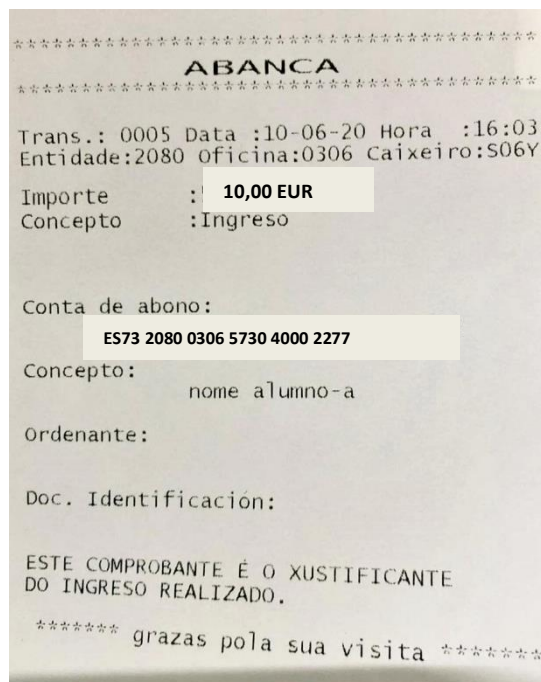 ****************************************
ABANCA
****************************************
Trans.: 0005 Data :10-06-20 Hora :16:03
Entidade:2080 Oficina:0306 Caixeiro:S06Y
Importe : 10,00 EUR
Concepto :Ingreso
Conta de abono:
ES73 2080 0306 5730 4000 2277
Concepto:
nome alumno-a
Ordenante:
Doc. Identificación:
ESTE COMPROBANTE É O XUSTIFICANTE
DO INGRESO REALIZADO.
******* grazas pola sua visita *******